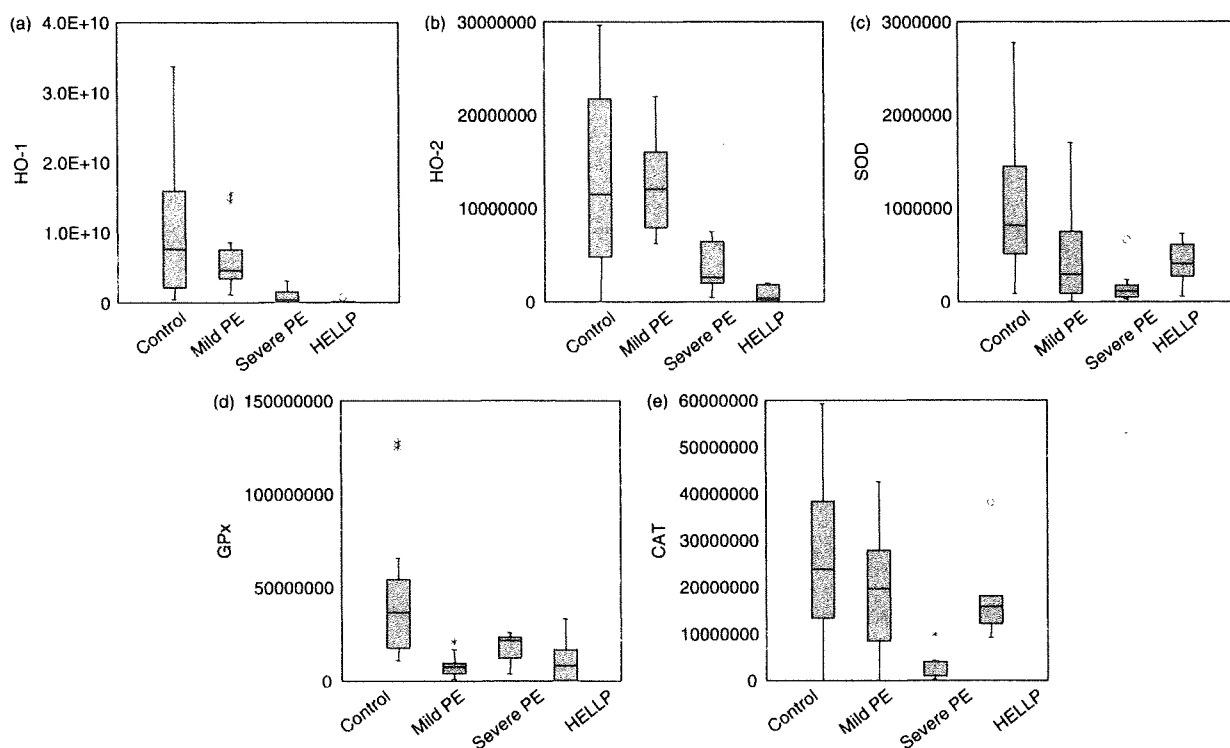 (a)
4.0E+10
3.0E+10
2.0E+10
1.0E+10
0
HO-1
Control
Mild PE
Severe PE
HELLP
(b)
30000000
20000000
10000000
0
HO-2
Control
Mild PE
Severe PE
HELLP
(c)
3000000
2000000
1000000
0
SOD
Control
Mild PE
Severe PE
HELLP
(d)
150000000
100000000
50000000
0
GPx
Control
Mild PE
Severe PE
HELLP
(e)
60000000
50000000
40000000
30000000
20000000
10000000
0
CAT
Control
Mild PE
Severe PE
HELLP